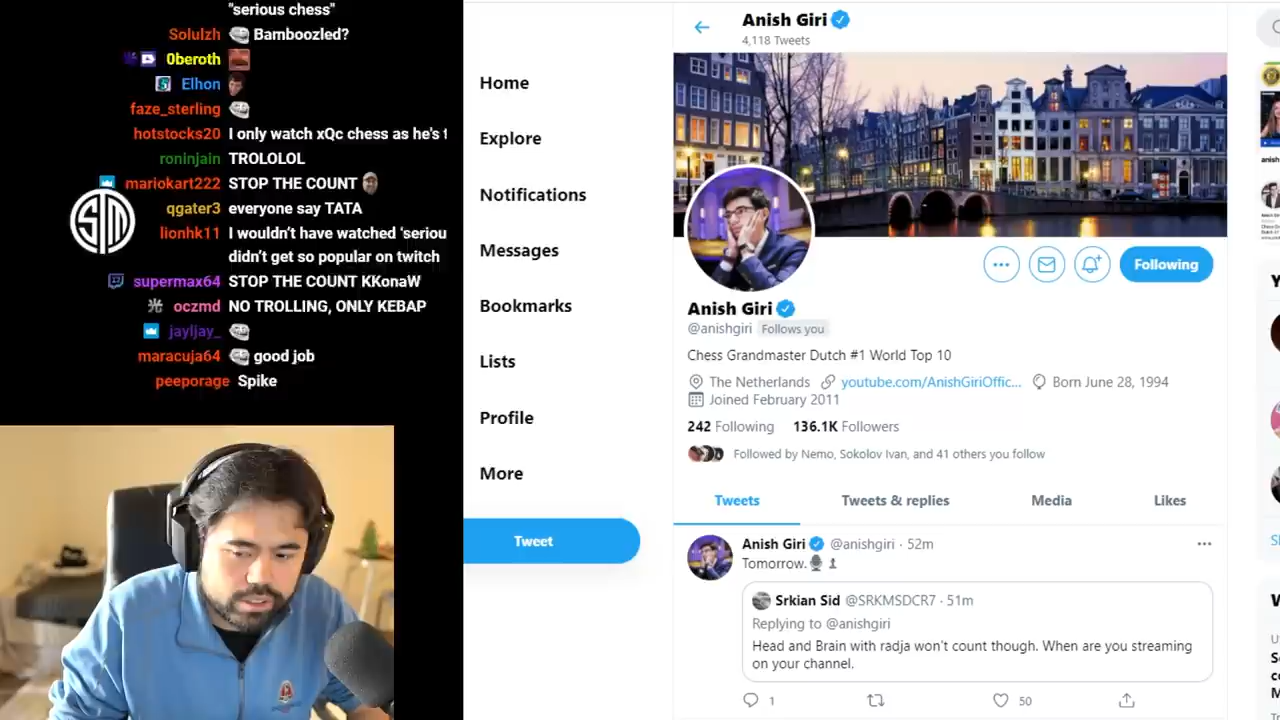 "serious chess"
Solulzh Bamboozled?
0beroth
Elhon
faze_sterling
hotstocks20 I only watch xQc chess as he's t
roninjain TROLOLOL
mariokart222 STOP THE COUNT
qgater3 everyone say TATA
lionhk11 I wouldn't have watched 'seriou
didn't get so popular on twitch
supermax64 STOP THE COUNT KKonaW
oczmd NO TROLLING, ONLY KEBAP
jayljay_
maracuja64 good job
peeporage Spike
TSM
Home
Explore
Notifications
Messages
Bookmarks
Lists
Profile
More
Tweet
Anish Giri
4,118 Tweets
Following
Anish Giri
@anishgiri Follows you
Chess Grandmaster Dutch #1 World Top 10
The Netherlands youtube.com/AnishGiriOffic... Born June 28, 1994
Joined February 2011
242 Following 136.1K Followers
Followed by Nemo, Sokolov Ivan, and 41 others you follow
Tweets Tweets & replies Media Likes
Anish Giri @anishgiri · 52m
Tomorrow.
Srkian Sid @SRKMSDCR7 · 51m
Replying to @anishgiri
Head and Brain with radja won't count though. When are you streaming
on your channel.
1 50